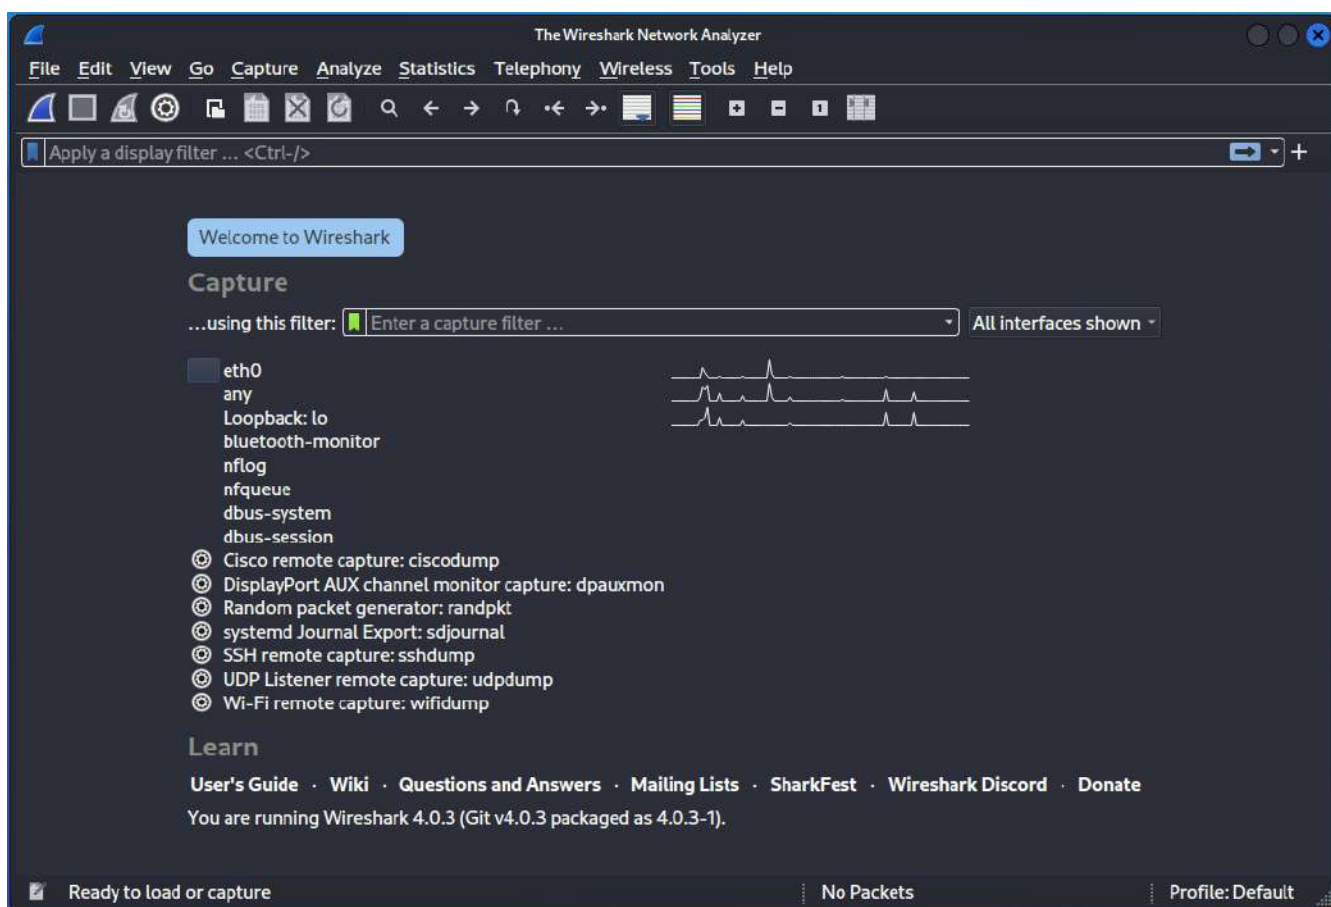 The Wireshark Network Analyzer
File Edit View Go Capture Analyze Statistics Telephony Wireless Tools Help
1
Apply a display filter ... <Ctrl-/>
+
Welcome to Wireshark
Capture
...using this filter: Enter a capture filter ... All interfaces shown
eth0
any
Loopback: lo
bluetooth-monitor
nflog
nfqueue
dbus-system
dbus-session
Cisco remote capture: ciscodump
DisplayPort AUX channel monitor capture: dpauxmon
Random packet generator: randpkt
systemd Journal Export: sdjournal
SSH remote capture: sshdump
UDP Listener remote capture: udpdump
Wi-Fi remote capture: wifidump
Learn
User's Guide · Wiki · Questions and Answers · Mailing Lists · SharkFest · Wireshark Discord · Donate
You are running Wireshark 4.0.3 (Git v4.0.3 packaged as 4.0.3-1).
Ready to load or capture No Packets Profile: Default